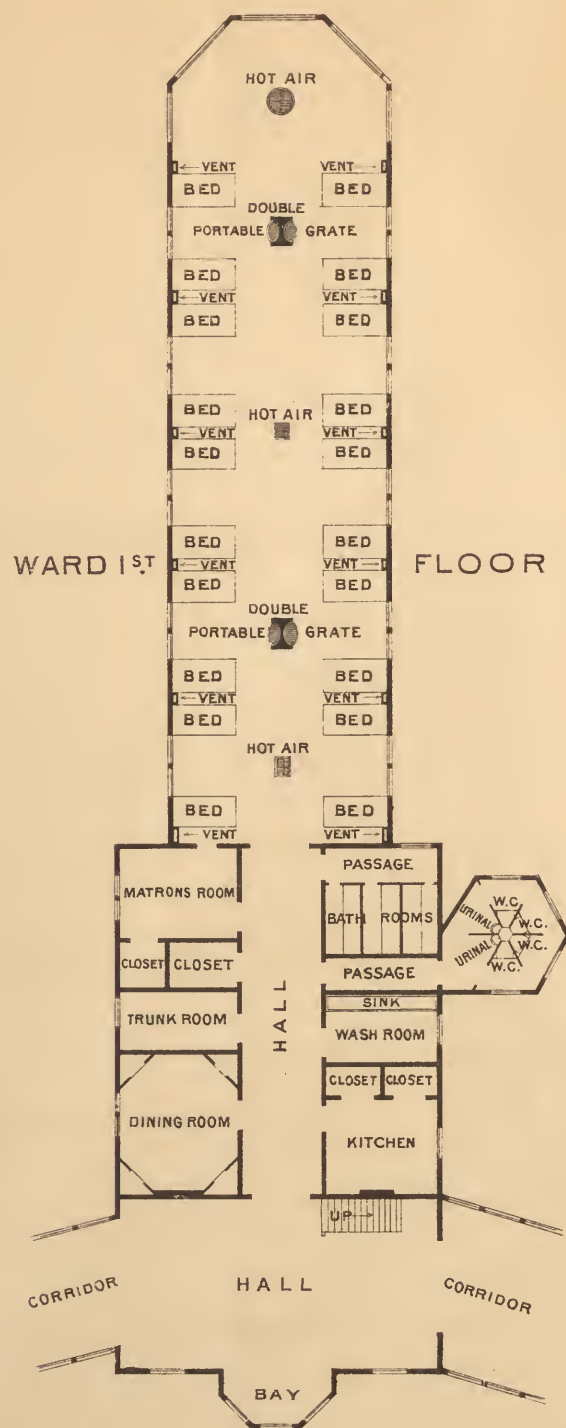 HOT AIR
← VENT VENT →
BED BED
DOUBLE
PORTABLE GRATE
BED BED
← VENT VENT →
BED BED
BED BED
HOT AIR
← VENT VENT →
BED BED
BED BED
WARD 1ST. FLOOR
← VENT VENT →
BED BED
DOUBLE
PORTABLE GRATE
BED BED
← VENT VENT →
BED BED
HOT AIR
BED BED
← VENT VENT →
PASSAGE
MATRONS ROOM
BATH ROOMS
W.C.
URINAL
W.C.
W.C.
URINAL
W.C.
CLOSET CLOSET
PASSAGE
SINK
TRUNK ROOM
HALL
WASH ROOM
CLOSET CLOSET
DINING ROOM
KITCHEN
UP →
CORRIDOR
HALL
CORRIDOR
BAY